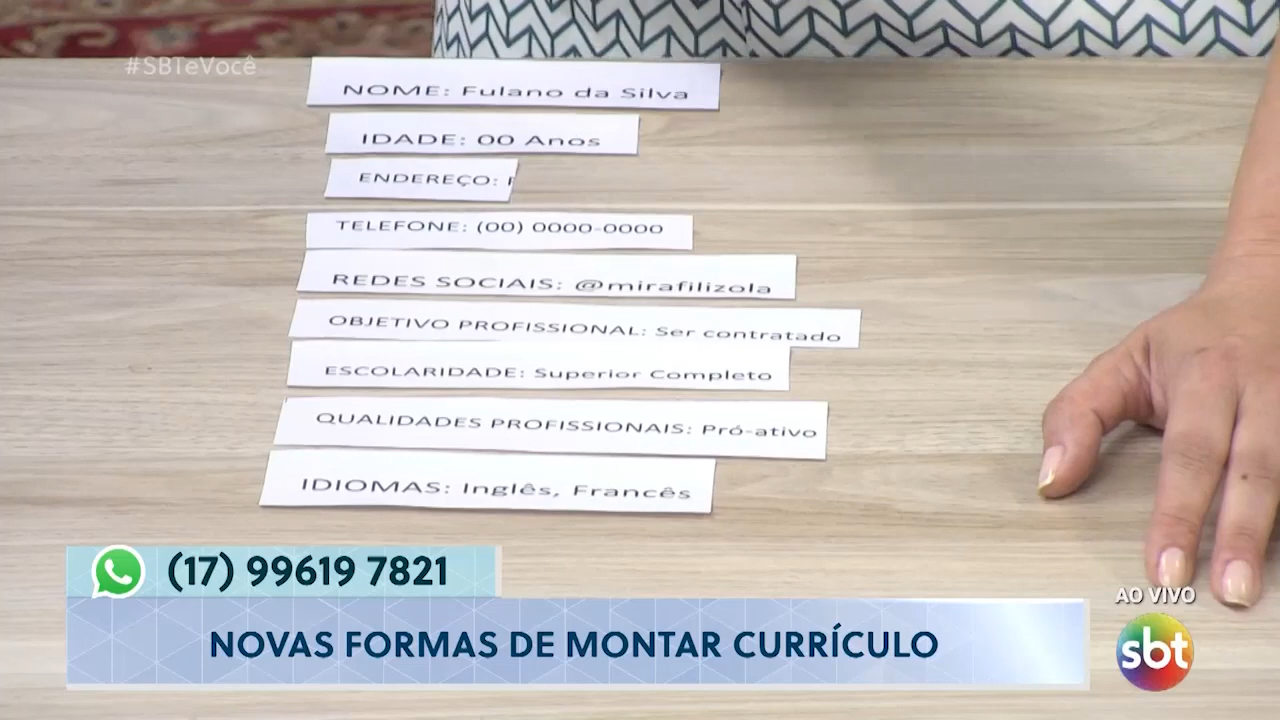 #SBTeVocê
NOME: Fulano da Silva
IDADE: 00 Anos
ENDEREÇO:
TELEFONE: (00) 0000-0000
REDES SOCIAIS: @mirafilizola
OBJETIVO PROFISSIONAL: Ser contratado
ESCOLARIDADE: Superior Completo
QUALIDADES PROFISSIONAIS: Pró-ativo
IDIOMAS: Inglês, Francês
(17) 99619 7821
NOVAS FORMAS DE MONTAR CURRÍCULO
AO VIVO
sbt